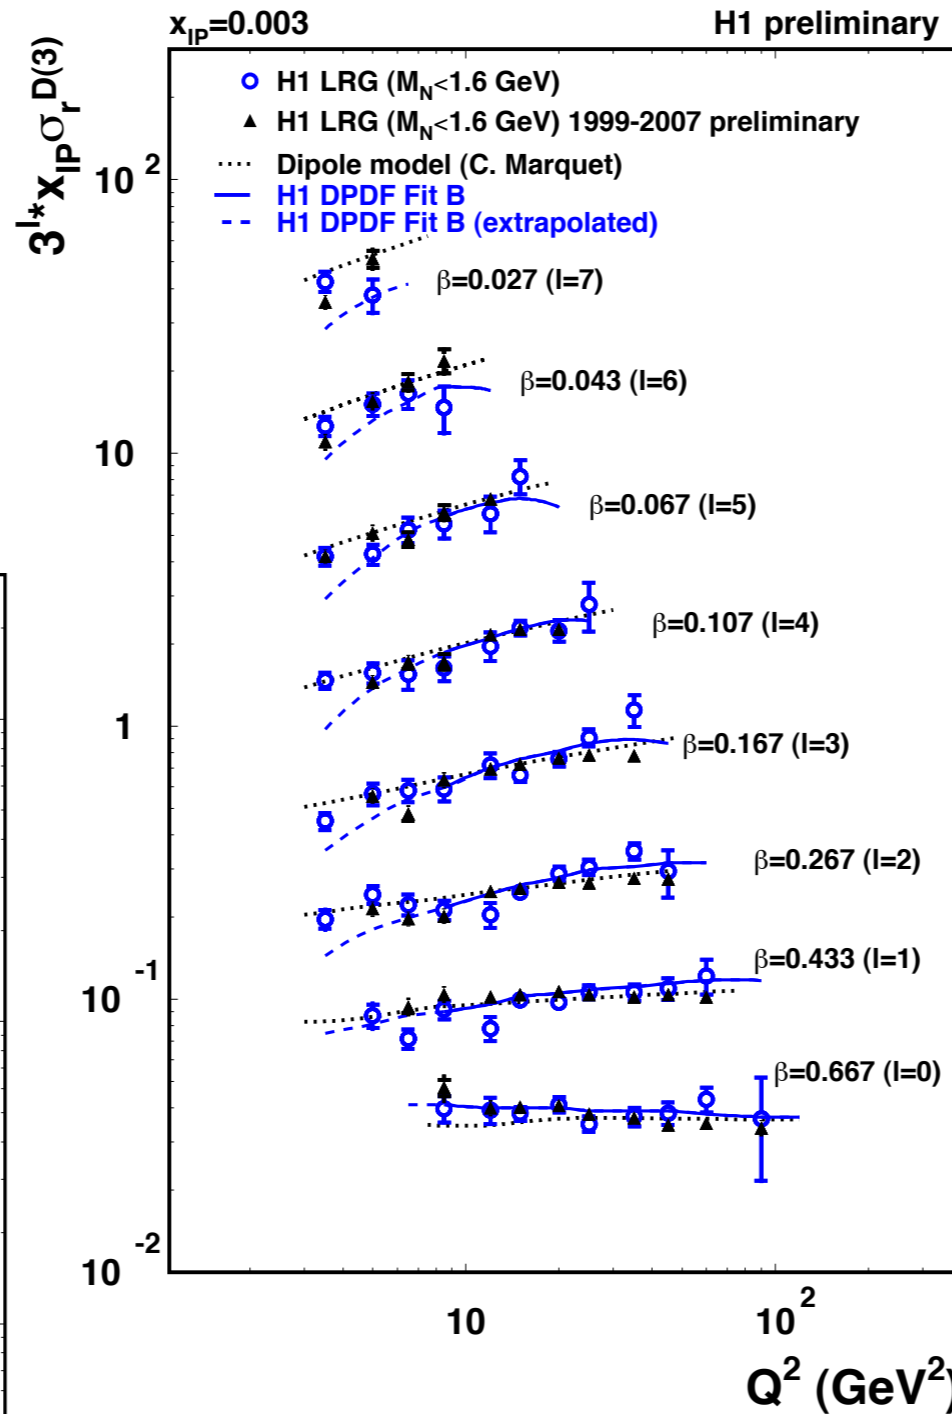 x_IP=0.003 H1 preliminary
3^l*x_IP σ_r^D(3)
H1 LRG (M_N<1.6 GeV)
H1 LRG (M_N<1.6 GeV) 1999-2007 preliminary
Dipole model (C. Marquet)
H1 DPDF Fit B
H1 DPDF Fit B (extrapolated)
10^2
β=0.027 (l=7)
β=0.043 (l=6)
10
β=0.067 (l=5)
β=0.107 (l=4)
1
β=0.167 (l=3)
β=0.267 (l=2)
β=0.433 (l=1)
10^-1
β=0.667 (l=0)
10^-2
10 10^2
Q^2 (GeV^2)